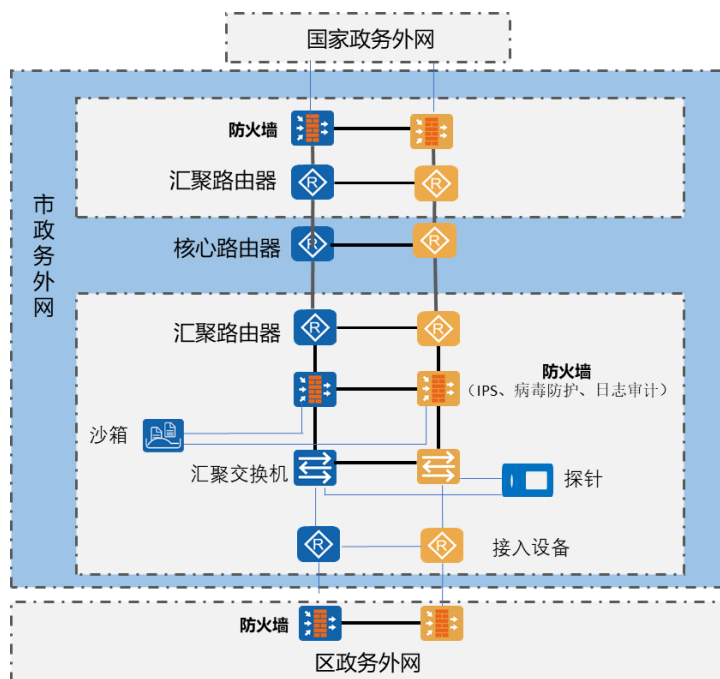 国家政务外网
防火墙
汇聚路由器
市政务外网
核心路由器
汇聚路由器
防火墙
（IPS、病毒防护、日志审计）
沙箱
汇聚交换机
探针
接入设备
防火墙
区政务外网
R
R
R
R
R
R
R
R